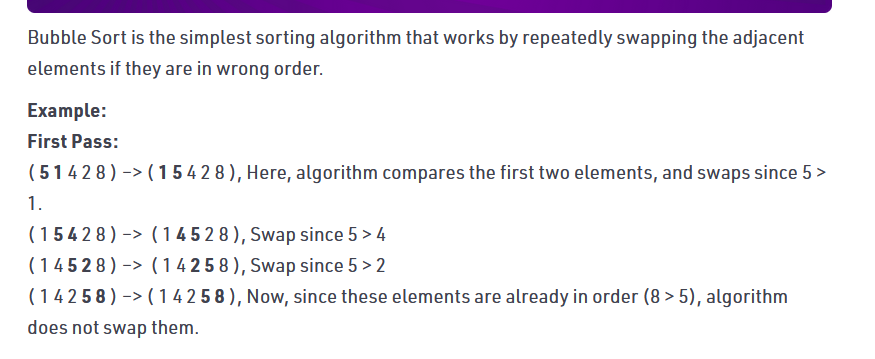 Bubble Sort is the simplest sorting algorithm that works by repeatedly swapping the adjacent
elements if they are in wrong order.
Example:
First Pass:
( 5 1 4 2 8 ) –> ( 1 5 4 2 8 ), Here, algorithm compares the first two elements, and swaps since 5 >
1.
( 1 5 4 2 8 ) –>  ( 1 4 5 2 8 ), Swap since 5 > 4
( 1 4 5 2 8 ) –>  ( 1 4 2 5 8 ), Swap since 5 > 2
( 1 4 2 5 8 ) –> ( 1 4 2 5 8 ), Now, since these elements are already in order (8 > 5), algorithm
does not swap them.